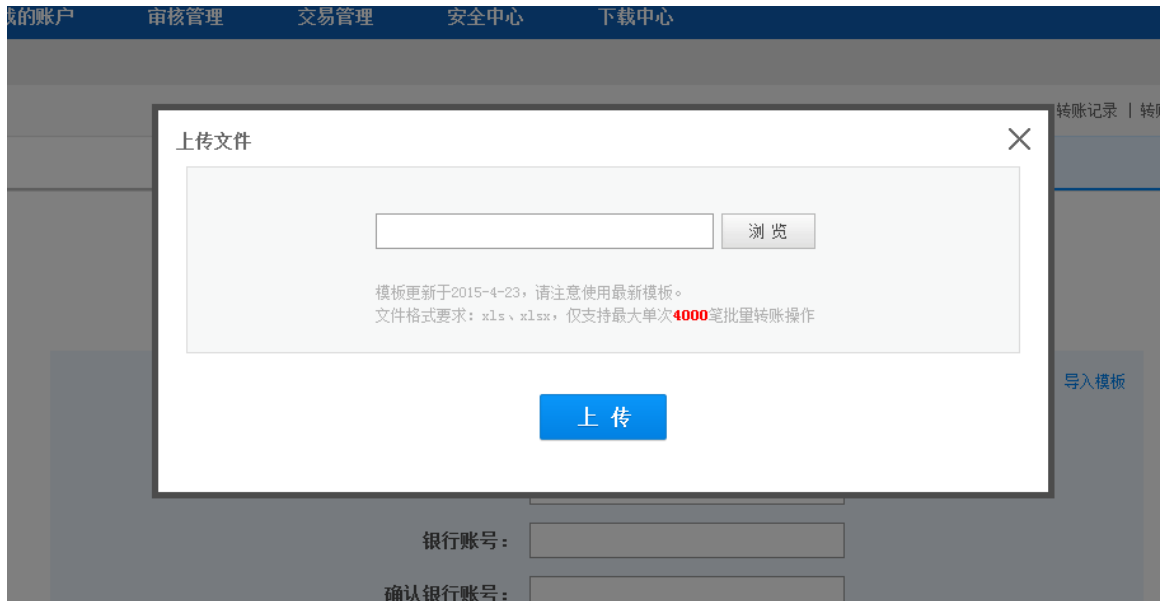 的账户 审核管理 交易管理 安全中心 下载中心
转账记录 | 转
上传文件
浏 览
模板更新于2015-4-23，请注意使用最新模板。
文件格式要求：xls、xlsx，仅支持最大单次4000笔批量转账操作
导入模板
上 传
银行账号：
确认银行账号：